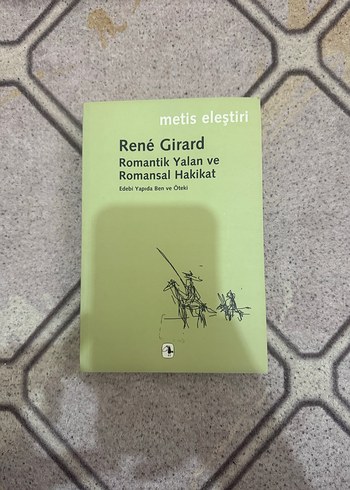 metis eleştiri
René Girard
Romantik Yalan ve
Romansal Hakikat
Edebi Yapıda Ben ve Öteki